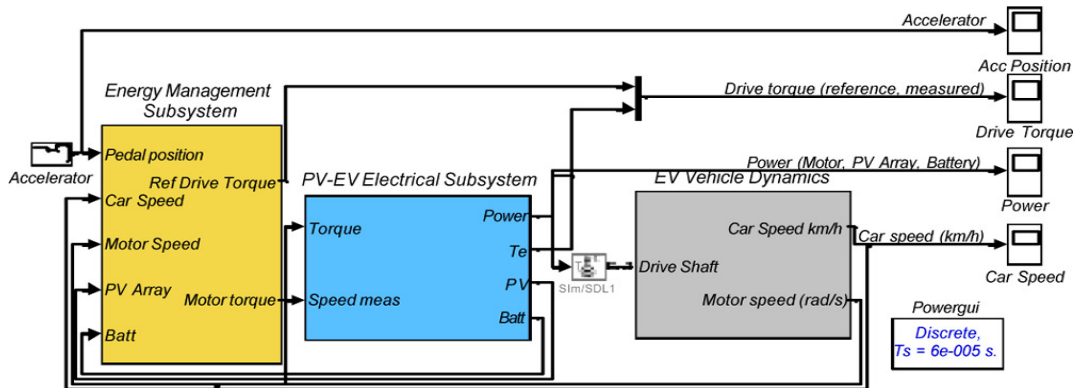 Accelerator
Acc Position
Energy Management
Subsystem
Drive torque (reference, measured)
Drive Torque
Accelerator
Pedal position
Ref Drive Torque
Car Speed
Motor Speed
PV Array
Motor torque
Batt
PV-EV Electrical Subsystem
Torque
Speed meas
Power
Te
PV
Batt
Power (Motor, PV Array, Battery)
Power
SIm/SDL1
EV Vehicle Dynamics
Drive Shaft
Car Speed km/h
Motor speed (rad/s)
Car speed (km/h)
Car Speed
Powergui
Discrete,
Ts = 6e-005 s.